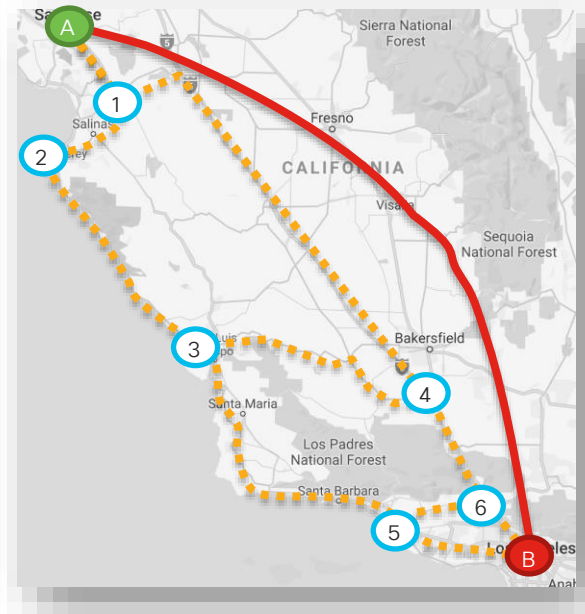 Sierra National
Forest
A
1
Salinas
Fresno
2
CALIFORNIA
Sequoia
National Forest
Bakersfield
3
4
Santa Maria
Los Padres
National Forest
Santa Barbara
6
5
B